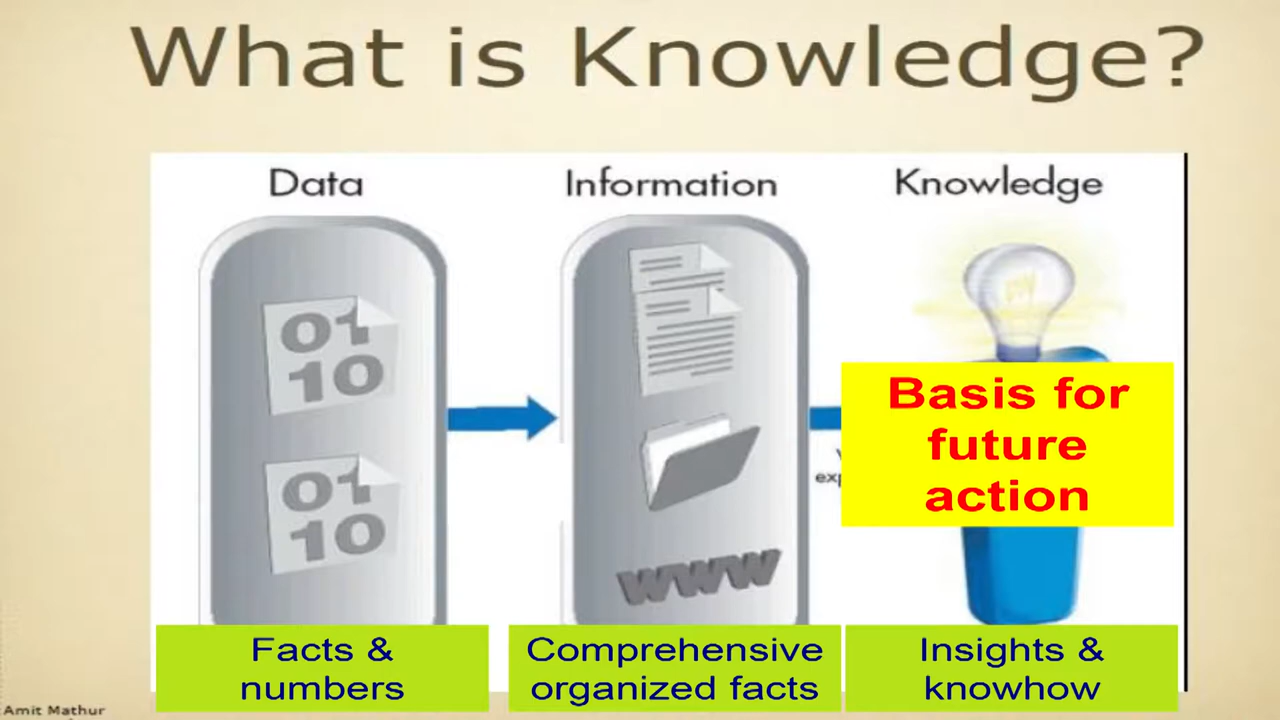 What is Knowledge?
Data
Information
Knowledge
01
10
01
10
WWW
Basis for
future
action
Facts &
numbers
Comprehensive
organized facts
Insights &
knowhow
Amit Mathur